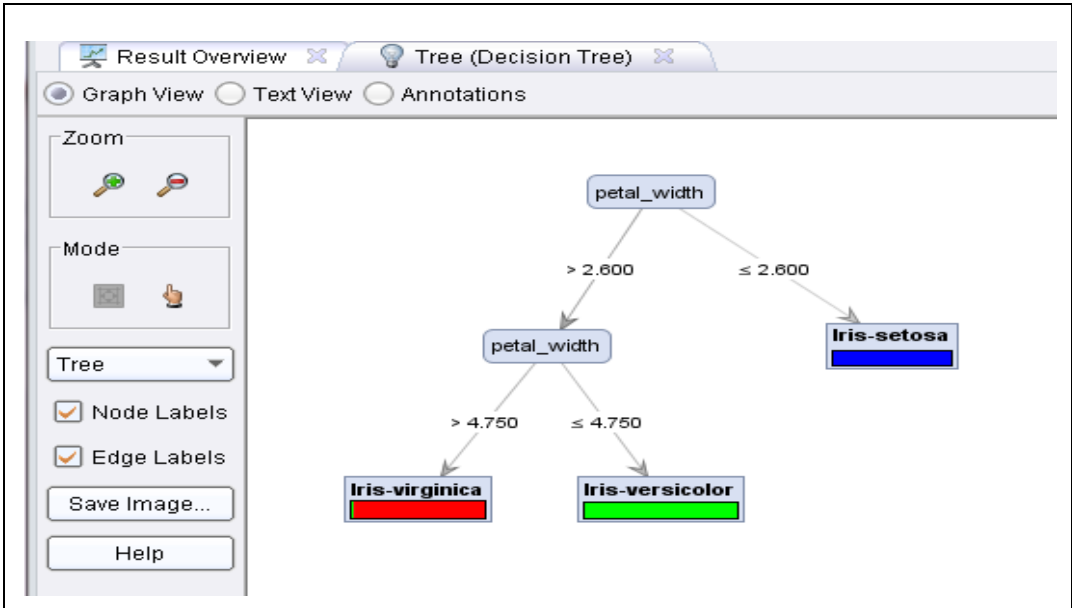 Result Overview Tree (Decision Tree)
Graph View Text View Annotations
Zoom
Mode
Tree
Node Labels
Edge Labels
Save Image...
Help
petal_width
> 2.600 ≤ 2.600
petal_width
Iris-setosa
> 4.750 ≤ 4.750
Iris-virginica Iris-versicolor